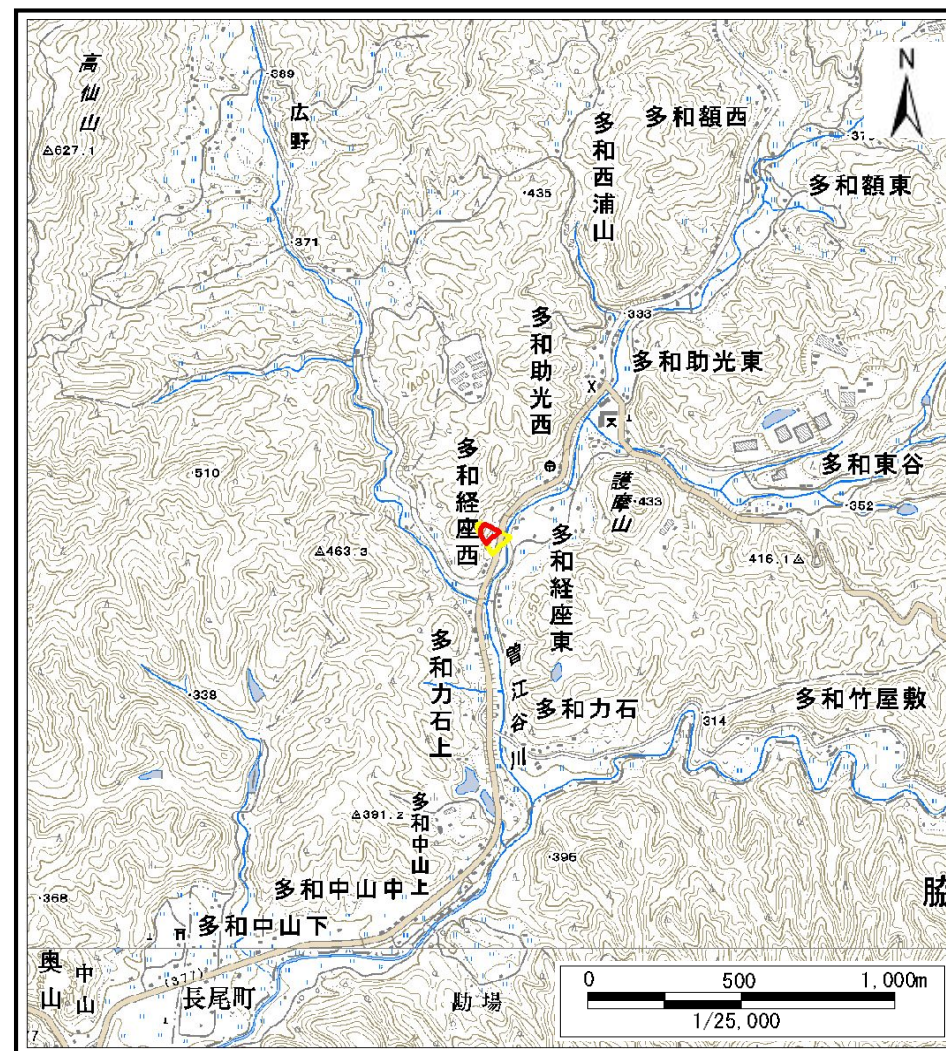 N
高仙山
627.1
389
広野
多和西浦山
多和額西
多和額東
435
371
333
多和助光西
多和助光東
多和経座西
510
護摩山
433
多和東谷
352
463.3
416.1
多和経座東
多和力石上
曽江谷川
338
多和力石
314
多和竹屋敷
391.2
多和中山上
396
多和中山中
368
多和中山下
脇
奥山
中山
(377)
長尾町
勘場
0 500 1,000m
1/25,000